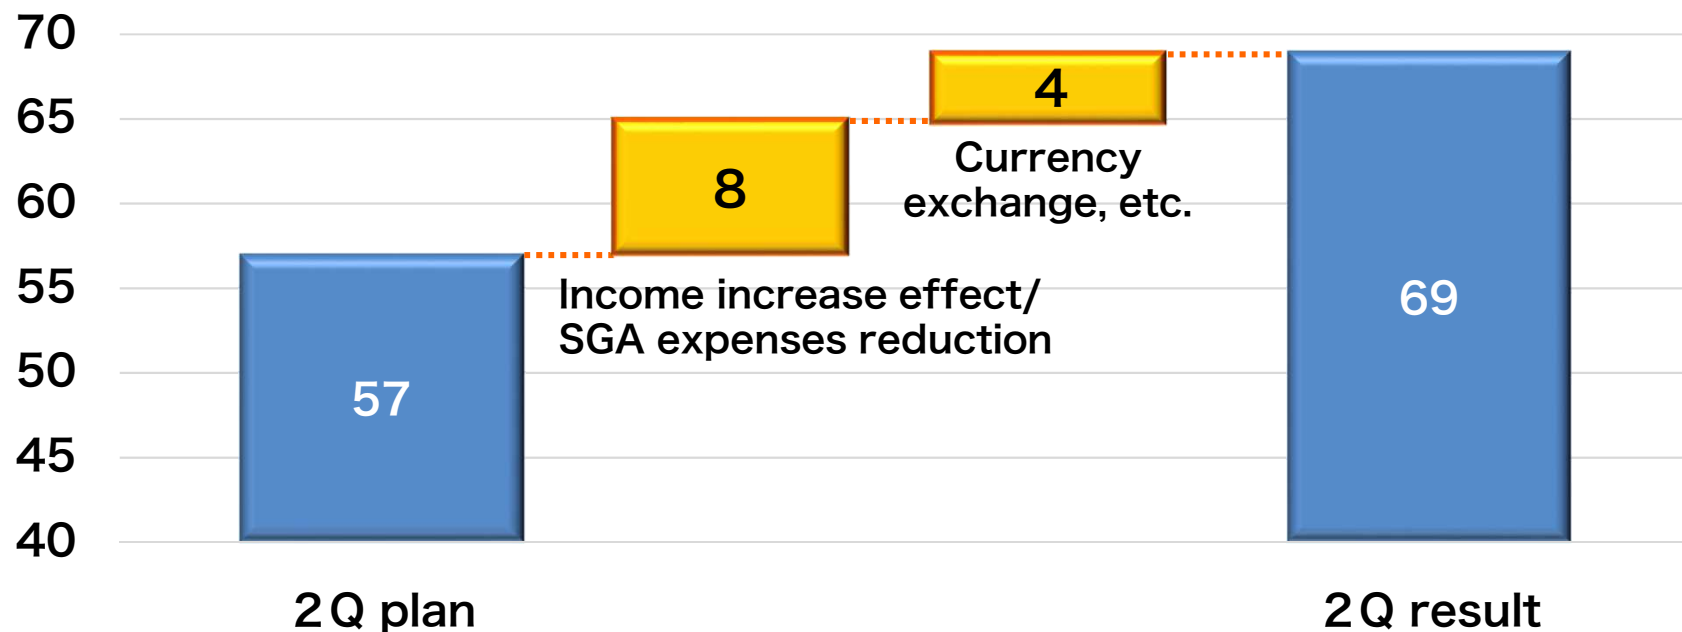 70
65
60
55
50
45
40
57
8
4
69
Income increase effect/
SGA expenses reduction
Currency
exchange, etc.
2Q plan
2Q result